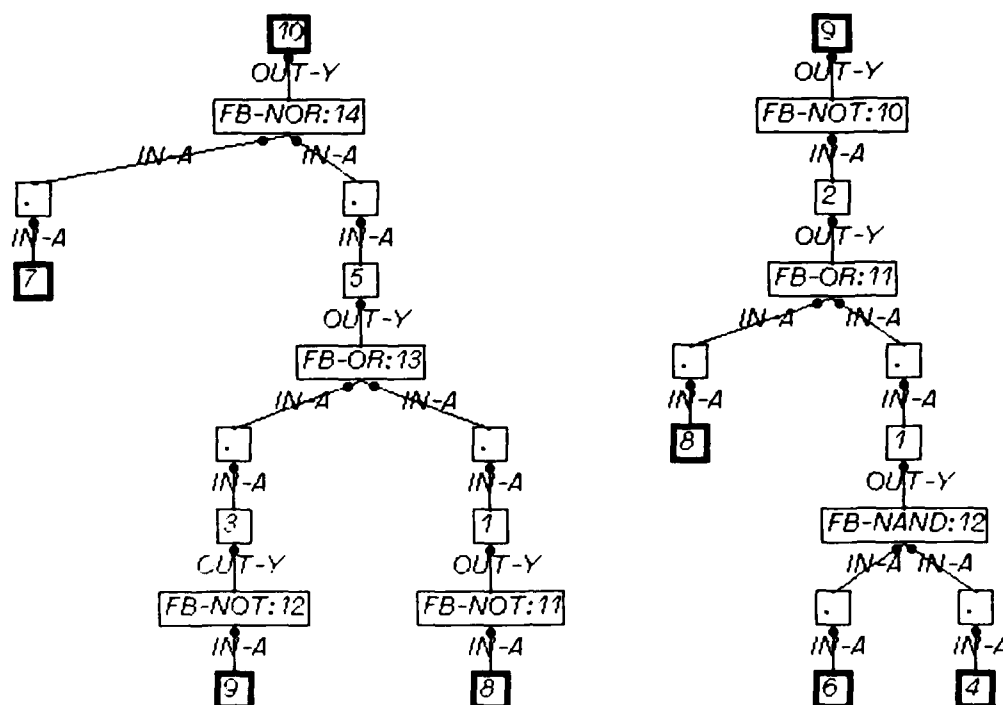 10 9
OUT-Y OUT-Y
FB-NOR:14 FB-NOT:10
IN-A IN-A IN-A
. . 2
IN-A IN-A OUT-Y
7 5 FB-OR:11
OUT-Y IN-A IN-A
FB-OR:13 . .
IN-A IN-A IN-A IN-A
. . 8 1
IN-A IN-A OUT-Y
3 1 FB-NAND:12
OUT-Y OUT-Y IN-A IN-A
FB-NOT:12 FB-NOT:11 . .
IN-A IN-A IN-A IN-A
9 8 6 4